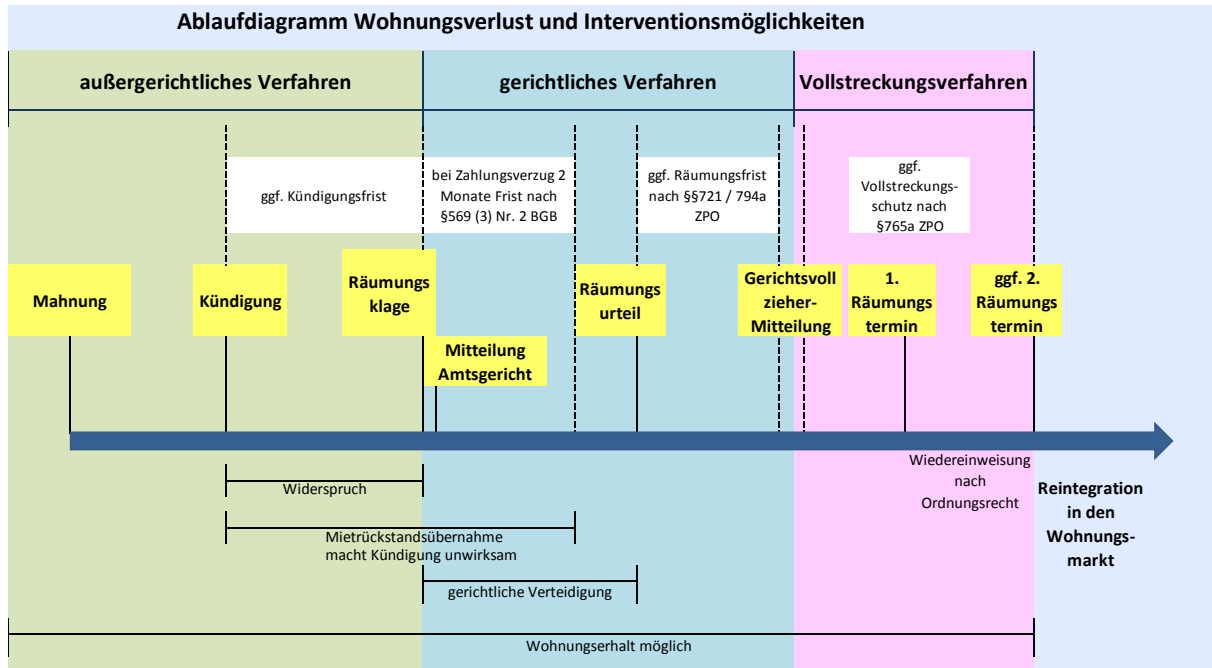 Ablaufdiagramm Wohnungsverlust und Interventionsmöglichkeiten
außergerichtliches Verfahren
gerichtliches Verfahren
Vollstreckungsverfahren
ggf. Kündigungsfrist
bei Zahlungsverzug 2
Monate Frist nach
§569 (3) Nr. 2 BGB
ggf. Räumungsfrist
nach §§721 / 794a
ZPO
ggf.
Vollstreckungs-
schutz nach
§765a ZPO
Mahnung
Kündigung
Räumungs
klage
Mitteilung
Amtsgericht
Räumungs
urteil
Gerichtsvoll
zieher-
Mitteilung
1.
Räumungs
termin
ggf. 2.
Räumungs
termin
Widerspruch
Mietrückstandsübernahme
macht Kündigung unwirksam
gerichtliche Verteidigung
Wohnungserhalt möglich
Wiedereinweisung
nach
Ordnungsrecht
Reintegration
in den
Wohnungs-
markt